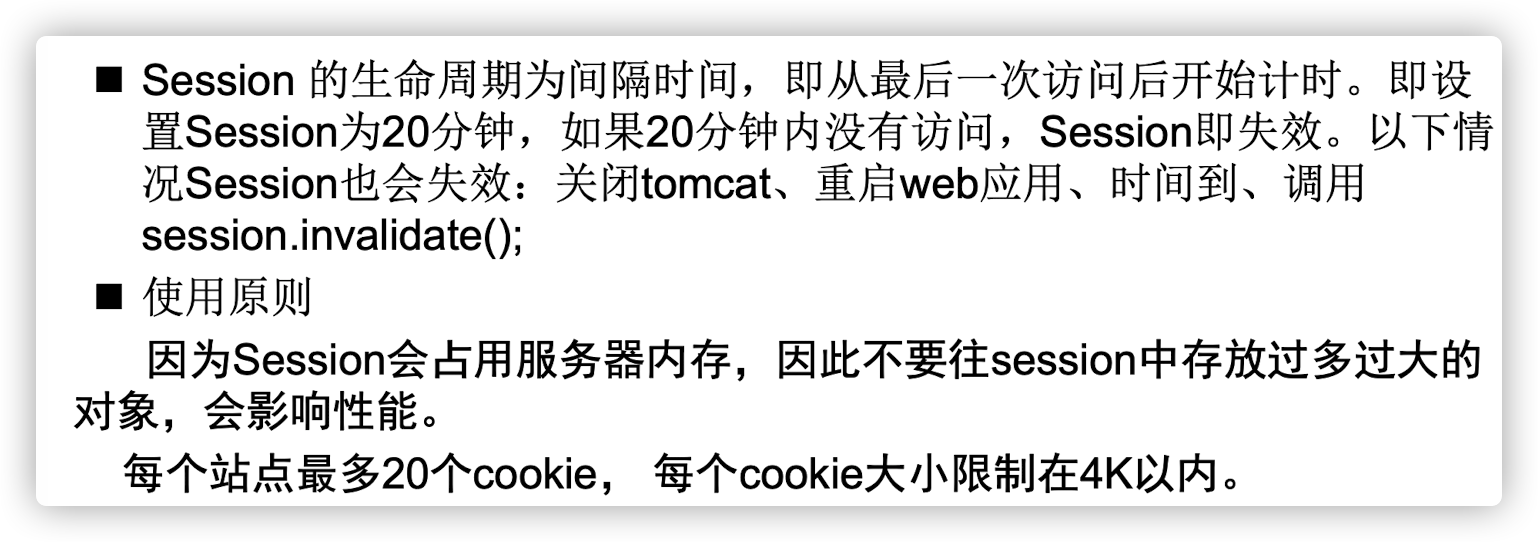 ■ Session 的生命周期为间隔时间，即从最后一次访问后开始计时。即设
置Session为20分钟，如果20分钟内没有访问，Session即失效。以下情
况Session也会失效：关闭tomcat、重启web应用、时间到、调用
session.invalidate();
■ 使用原则
因为Session会占用服务器内存，因此不要往session中存放过多过大的
对象，会影响性能。
每个站点最多20个cookie， 每个cookie大小限制在4K以内。